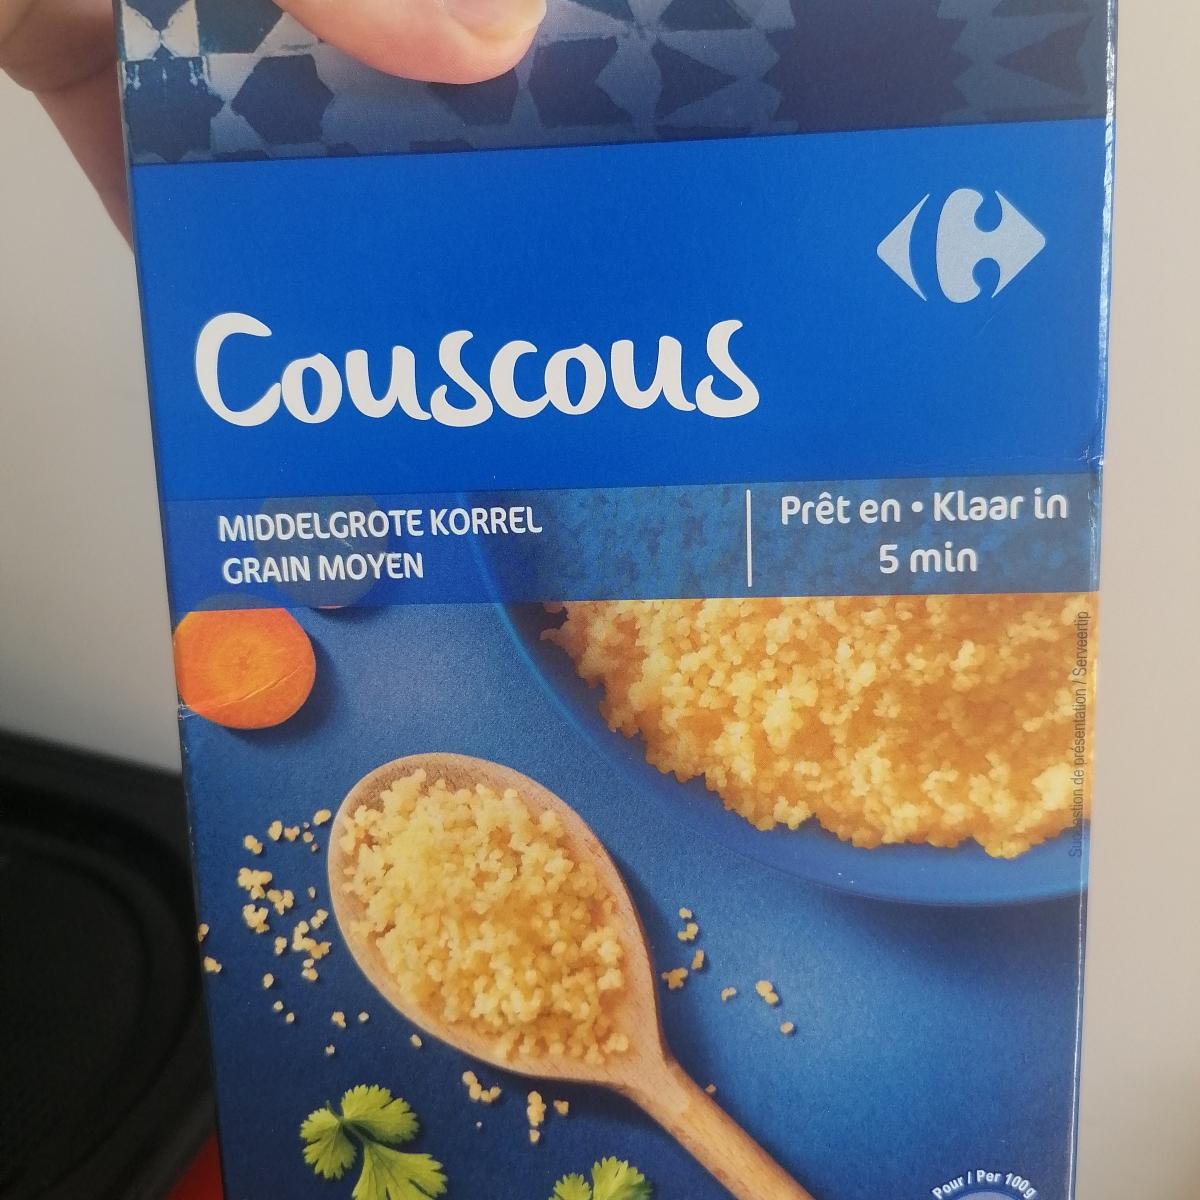 Couscous
MIDDELGROTE KORREL
GRAIN MOYEN
Prêt en • Klaar in
5 min
Suggestion de présentation / Serveertip
Pour / Per 100g